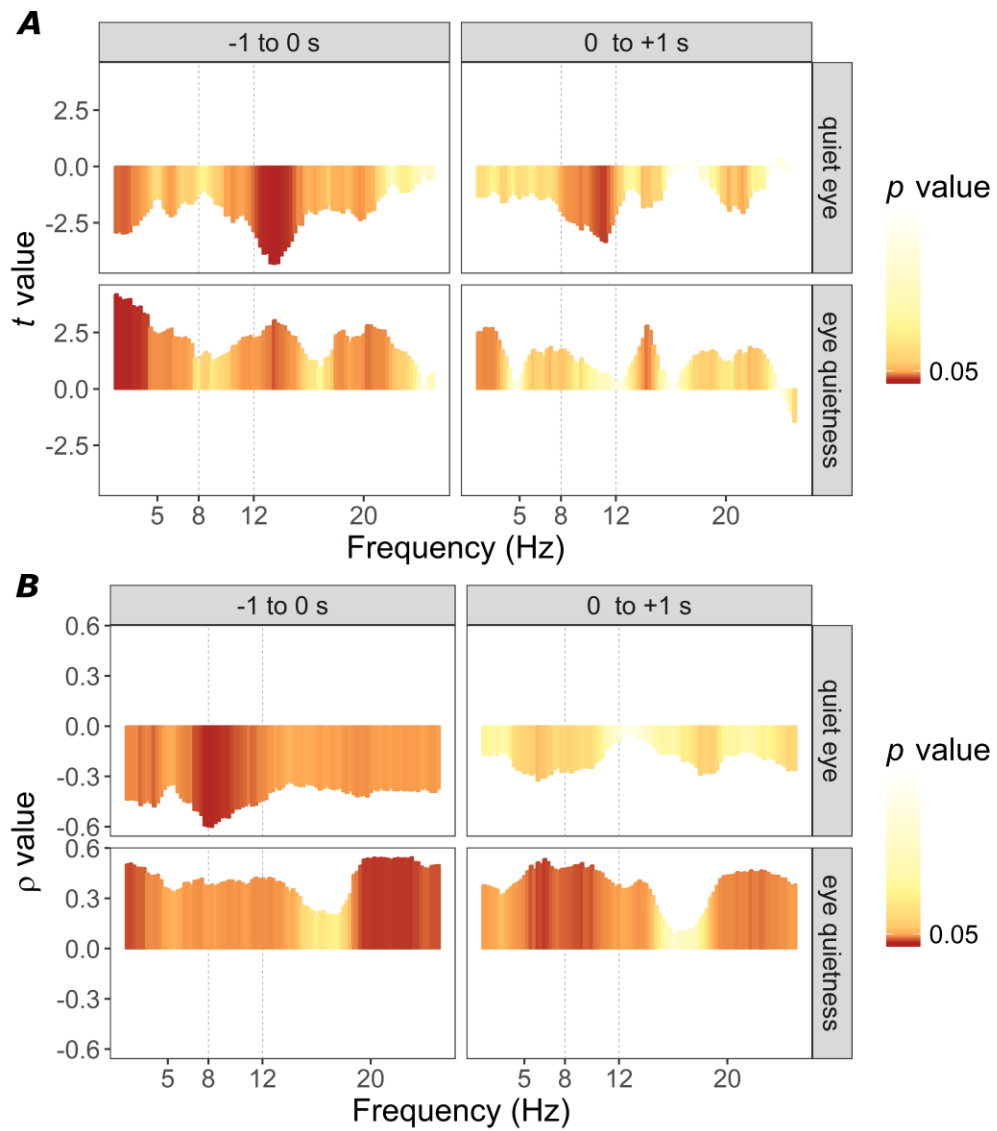 A
-1 to 0 s
0 to +1 s
2.5
0.0
-2.5
quiet eye
2.5
0.0
-2.5
eye quietness
t value
5
8
12
20
5
8
12
20
Frequency (Hz)
p value
0.05
B
-1 to 0 s
0 to +1 s
0.6
0.3
0.0
-0.3
-0.6
quiet eye
0.6
0.3
0.0
-0.3
-0.6
eye quietness
ρ value
5
8
12
20
5
8
12
20
Frequency (Hz)
p value
0.05